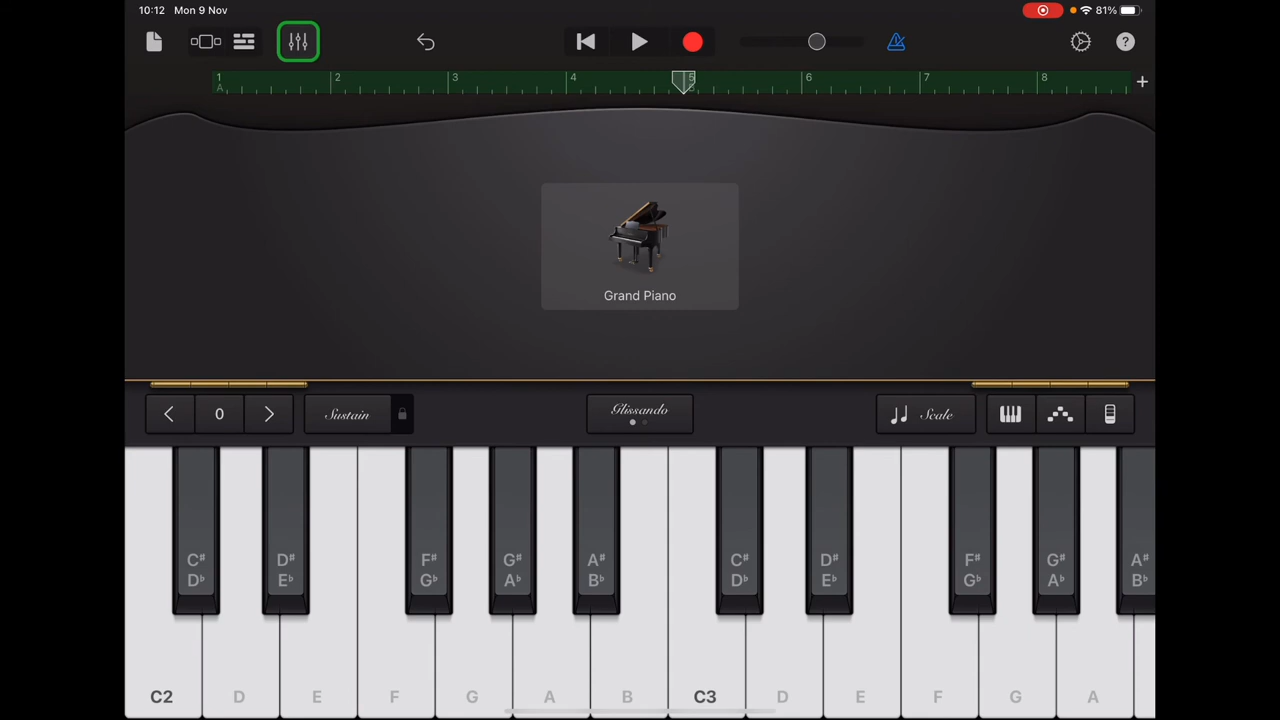 10:12 Mon 9 Nov
81%
?
1 2 3 4 5 6 7 8 +
A B
Grand Piano
0 Sustain Glissando Scale
C♯ D♯ F♯ G♯ A♯ C♯ D♯ F♯ G♯ A♯
D♭ E♭ G♭ A♭ B♭ D♭ E♭ G♭ A♭ B♭
C2 D E F G A B C3 D E F G A